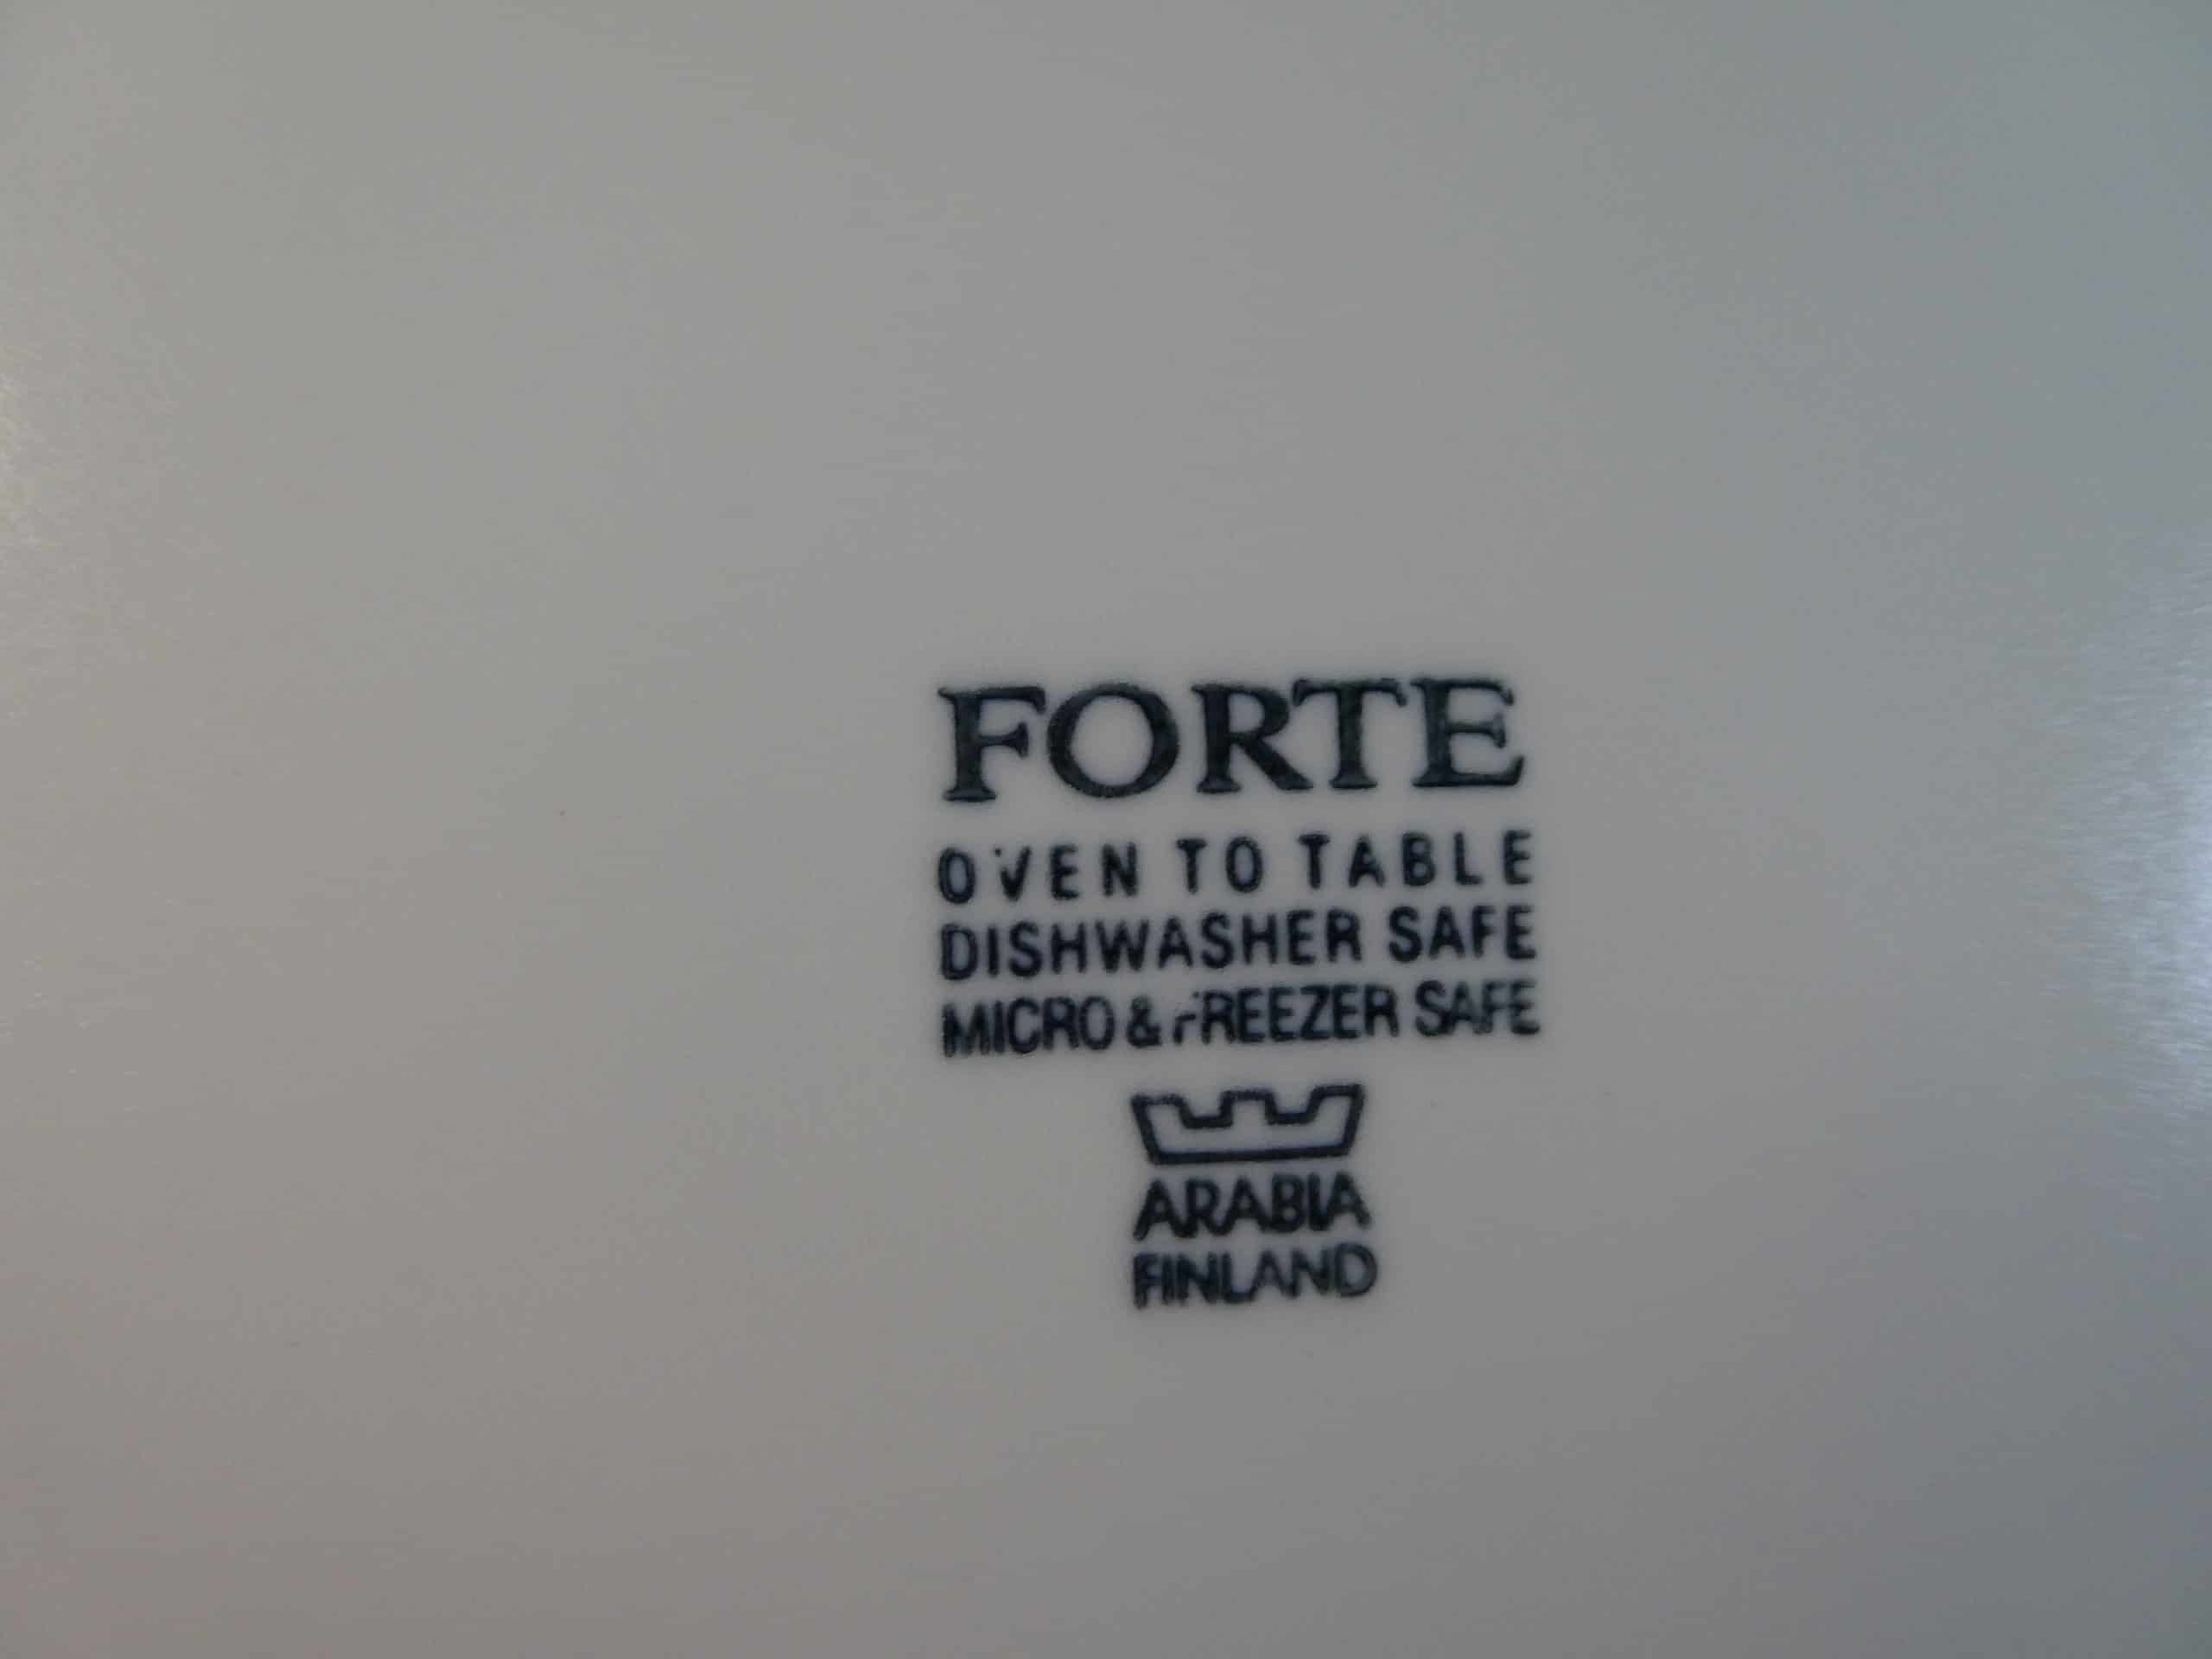 FORTE
OVEN TO TABLE
DISHWASHER SAFE
MICRO & FREEZER SAFE
ARABIA
FINLAND